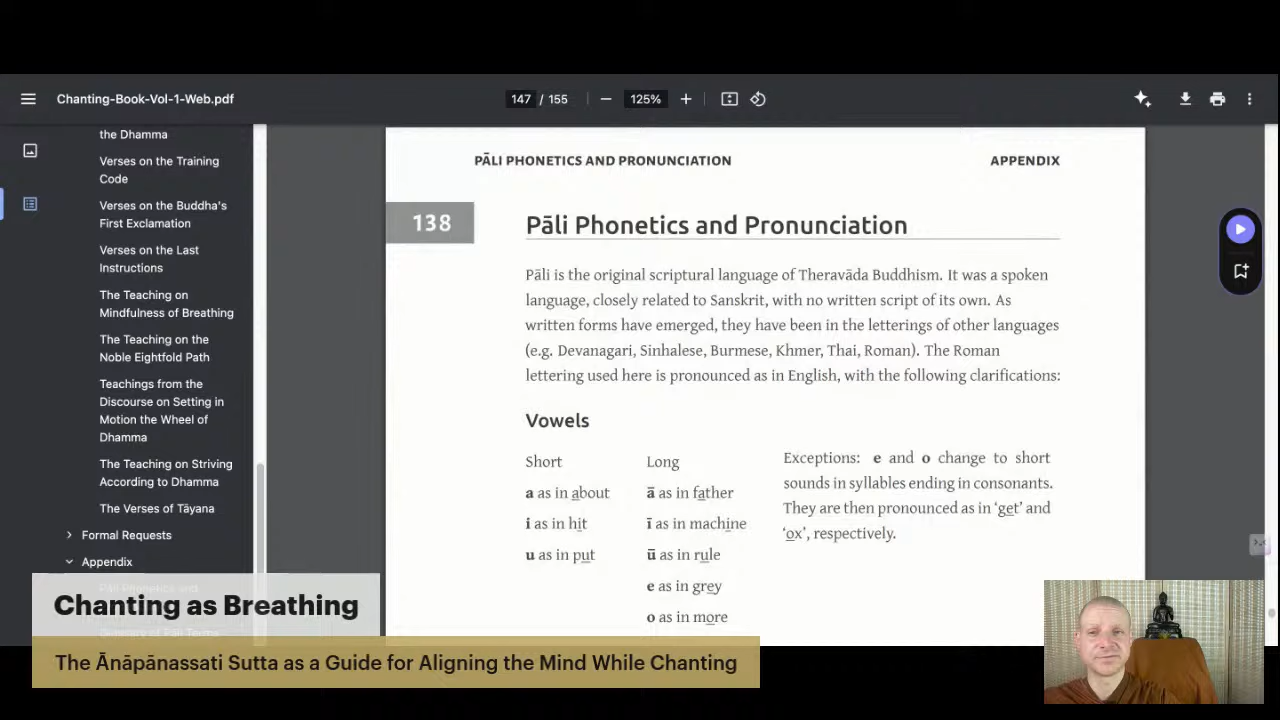 Chanting-Book-Vol-1-Web.pdf
147 / 155
125%
the Dhamma
Verses on the Training
Code
Verses on the Buddha's
First Exclamation
Verses on the Last
Instructions
The Teaching on
Mindfulness of Breathing
The Teaching on the
Noble Eightfold Path
Teachings from the
Discourse on Setting in
Motion the Wheel of
Dhamma
The Teaching on Striving
According to Dhamma
The Verses of Tāyana
Formal Requests
Appendix
PĀLI PHONETICS AND PRONUNCIATION
APPENDIX
138
Pāli Phonetics and Pronunciation
Pāli is the original scriptural language of Theravāda Buddhism. It was a spoken
language, closely related to Sanskrit, with no written script of its own. As
written forms have emerged, they have been in the letterings of other languages
(e.g. Devanagari, Sinhalese, Burmese, Khmer, Thai, Roman). The Roman
lettering used here is pronounced as in English, with the following clarifications:
Vowels
Short
a as in about
i as in hit
u as in put
Long
ā as in father
ī as in machine
ū as in rule
e as in grey
o as in more
Exceptions: e and o change to short
sounds in syllables ending in consonants.
They are then pronounced as in ‘get’ and
‘ox’, respectively.
Chanting as Breathing
The Ānāpānassati Sutta as a Guide for Aligning the Mind While Chanting